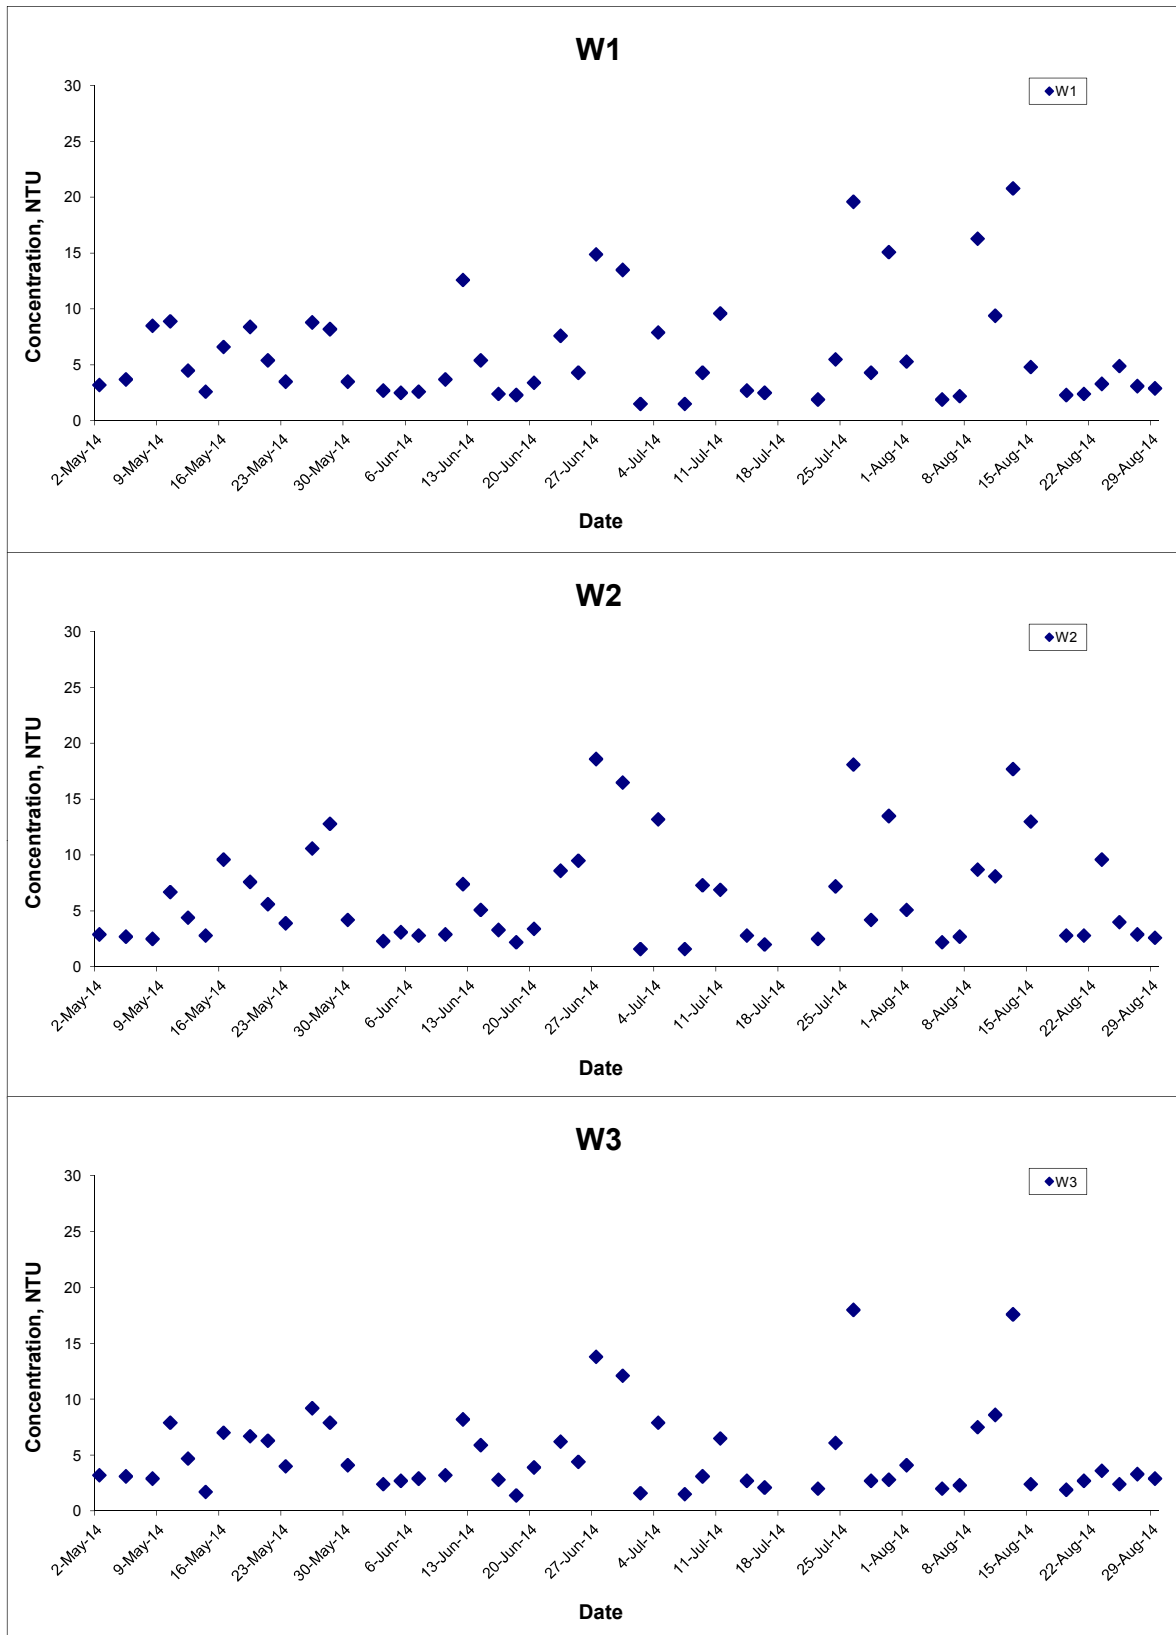 W1
W1
30
25
20
15
10
5
0
Concentration, NTU
2-May-14 9-May-14 16-May-14 23-May-14 30-May-14 6-Jun-14 13-Jun-14 20-Jun-14 27-Jun-14 4-Jul-14 11-Jul-14 18-Jul-14 25-Jul-14 1-Aug-14 8-Aug-14 15-Aug-14 22-Aug-14 29-Aug-14
Date
W2
W2
30
25
20
15
10
5
0
Concentration, NTU
2-May-14 9-May-14 16-May-14 23-May-14 30-May-14 6-Jun-14 13-Jun-14 20-Jun-14 27-Jun-14 4-Jul-14 11-Jul-14 18-Jul-14 25-Jul-14 1-Aug-14 8-Aug-14 15-Aug-14 22-Aug-14 29-Aug-14
Date
W3
W3
30
25
20
15
10
5
0
Concentration, NTU
2-May-14 9-May-14 16-May-14 23-May-14 30-May-14 6-Jun-14 13-Jun-14 20-Jun-14 27-Jun-14 4-Jul-14 11-Jul-14 18-Jul-14 25-Jul-14 1-Aug-14 8-Aug-14 15-Aug-14 22-Aug-14 29-Aug-14
Date